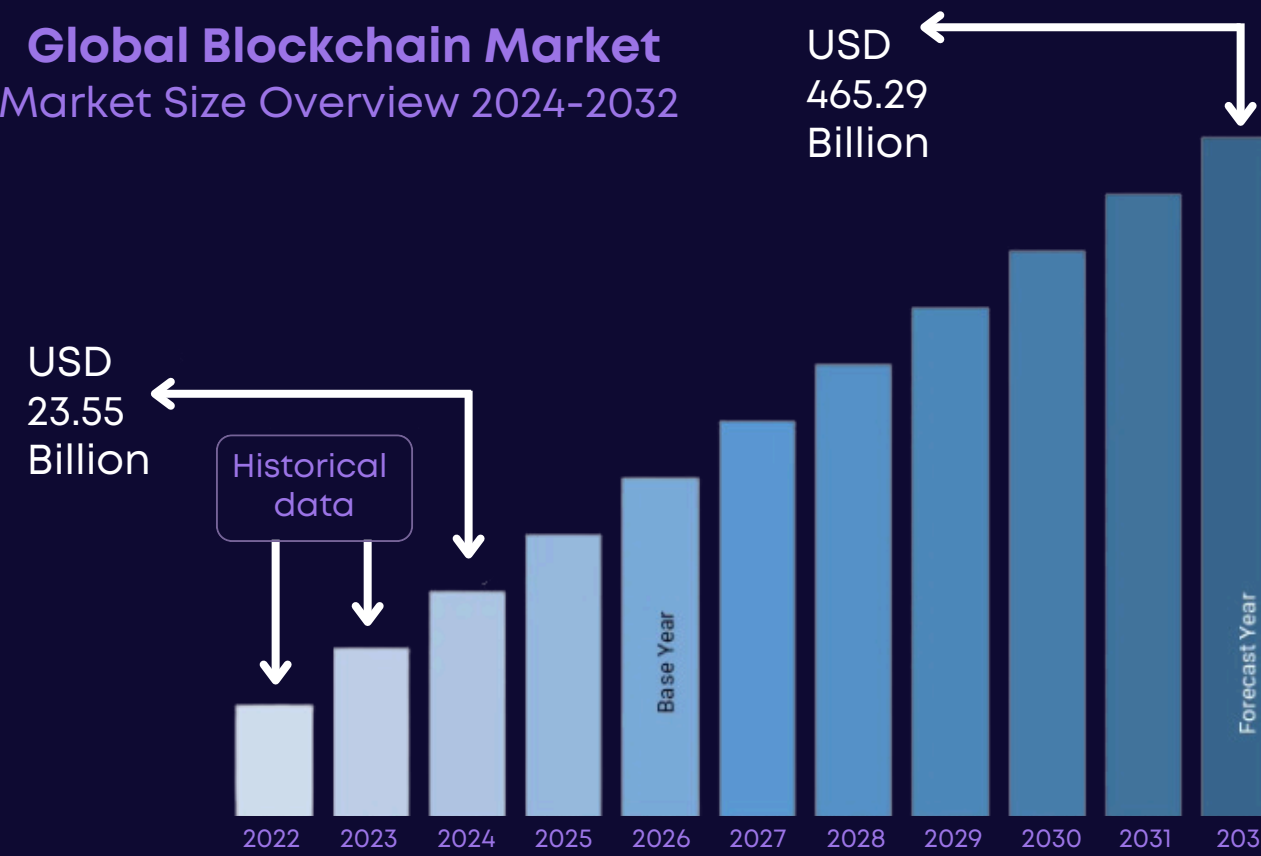 Global Blockchain Market
Market Size Overview 2024-2032
USD
465.29
Billion
USD
23.55
Billion
Historical
data
Base Year
Forecast Year
2022 2023 2024 2025 2026 2027 2028 2029 2030 2031 203